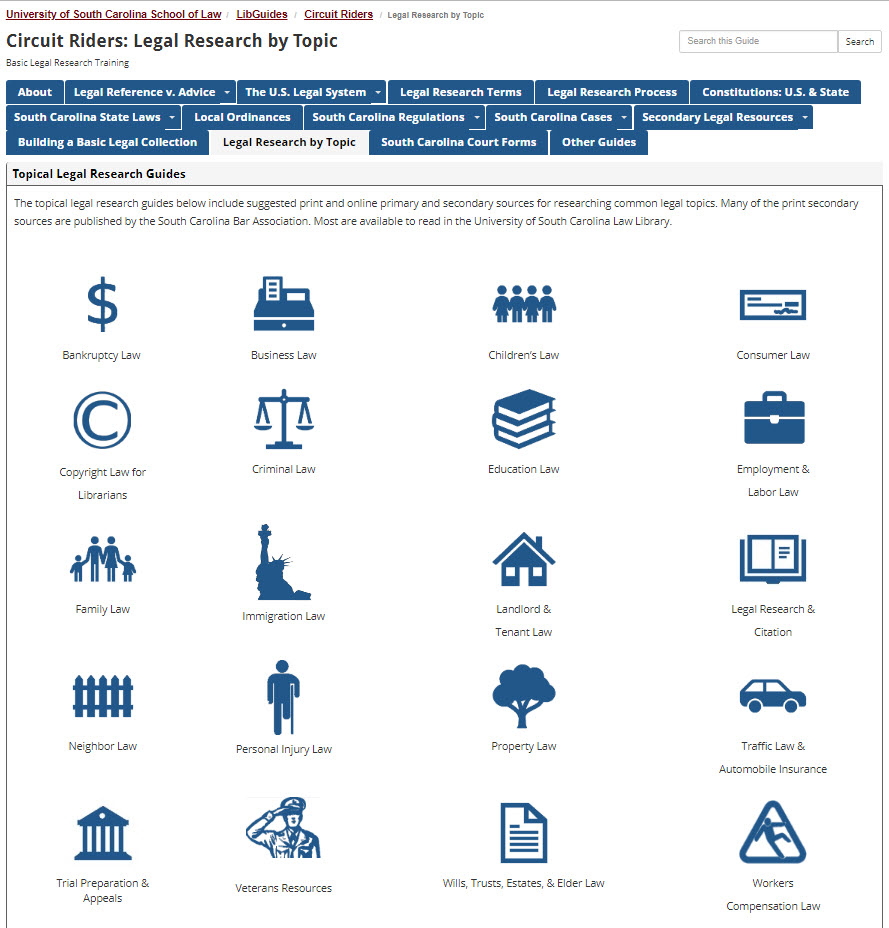 University of South Carolina School of Law / LibGuides / Circuit Riders / Legal Research by Topic
Circuit Riders: Legal Research by Topic
Search this Guide Search
Basic Legal Research Training
About Legal Reference v. Advice The U.S. Legal System Legal Research Terms Legal Research Process Constitutions: U.S. & State
South Carolina State Laws Local Ordinances South Carolina Regulations South Carolina Cases Secondary Legal Resources
Building a Basic Legal Collection Legal Research by Topic South Carolina Court Forms Other Guides
Topical Legal Research Guides
The topical legal research guides below include suggested print and online primary and secondary sources for researching common legal topics. Many of the print secondary
sources are published by the South Carolina Bar Association. Most are available to read in the University of South Carolina Law Library.
$
Bankruptcy Law Business Law Children's Law Consumer Law
©
Copyright Law for
Librarians
Criminal Law
Education Law
Employment &
Labor Law
Family Law
Immigration Law
Landlord &
Tenant Law
Legal Research &
Citation
Neighbor Law
Personal Injury Law
Property Law
Traffic Law &
Automobile Insurance
Trial Preparation &
Appeals
Veterans Resources
Wills, Trusts, Estates, & Elder Law
Workers
Compensation Law